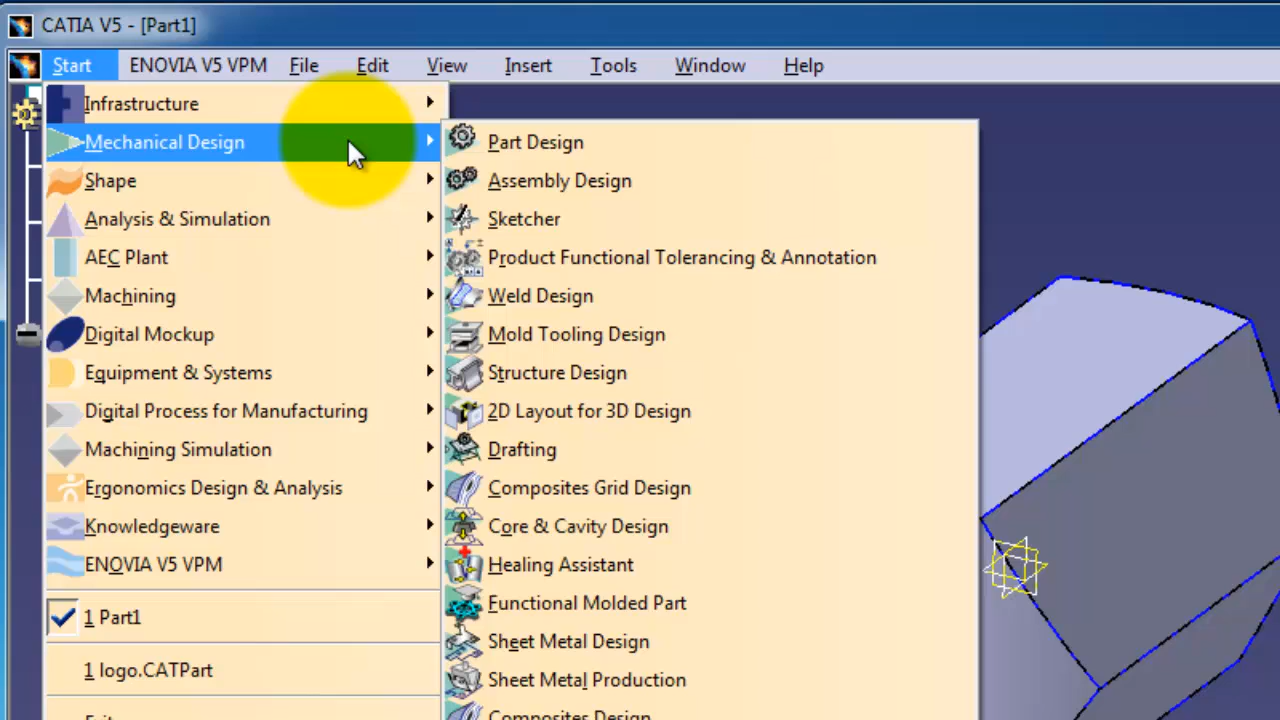 CATIA V5 - [Part1]
Start ENOVIA V5 VPM File Edit View Insert Tools Window Help
Infrastructure
Mechanical Design
Shape
Analysis & Simulation
AEC Plant
Machining
Digital Mockup
Equipment & Systems
Digital Process for Manufacturing
Machining Simulation
Ergonomics Design & Analysis
Knowledgeware
ENOVIA V5 VPM
1 Part1
1 logo.CATPart
Part Design
Assembly Design
Sketcher
Product Functional Tolerancing & Annotation
Weld Design
Mold Tooling Design
Structure Design
2D Layout for 3D Design
Drafting
Composites Grid Design
Core & Cavity Design
Healing Assistant
Functional Molded Part
Sheet Metal Design
Sheet Metal Production
Composites Design